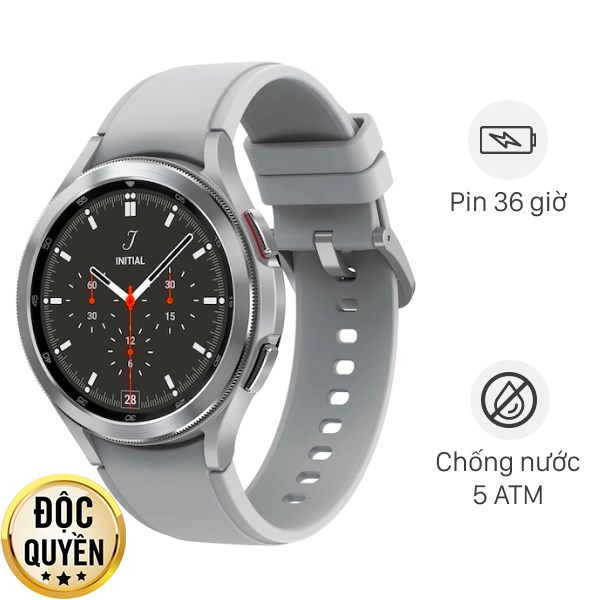 J
INITIAL
60
30
30
15
12
6
28
Pin 36 giờ
Chống nước
5 ATM
ĐỘC
QUYỀN